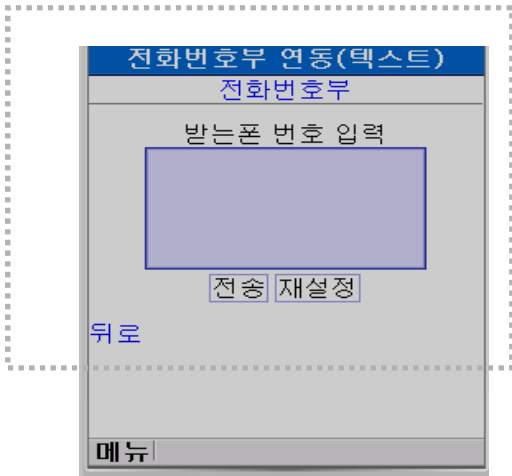 전화번호부 연동(텍스트)
전화번호부
받는폰 번호 입력
전송 재설정
뒤로
메뉴